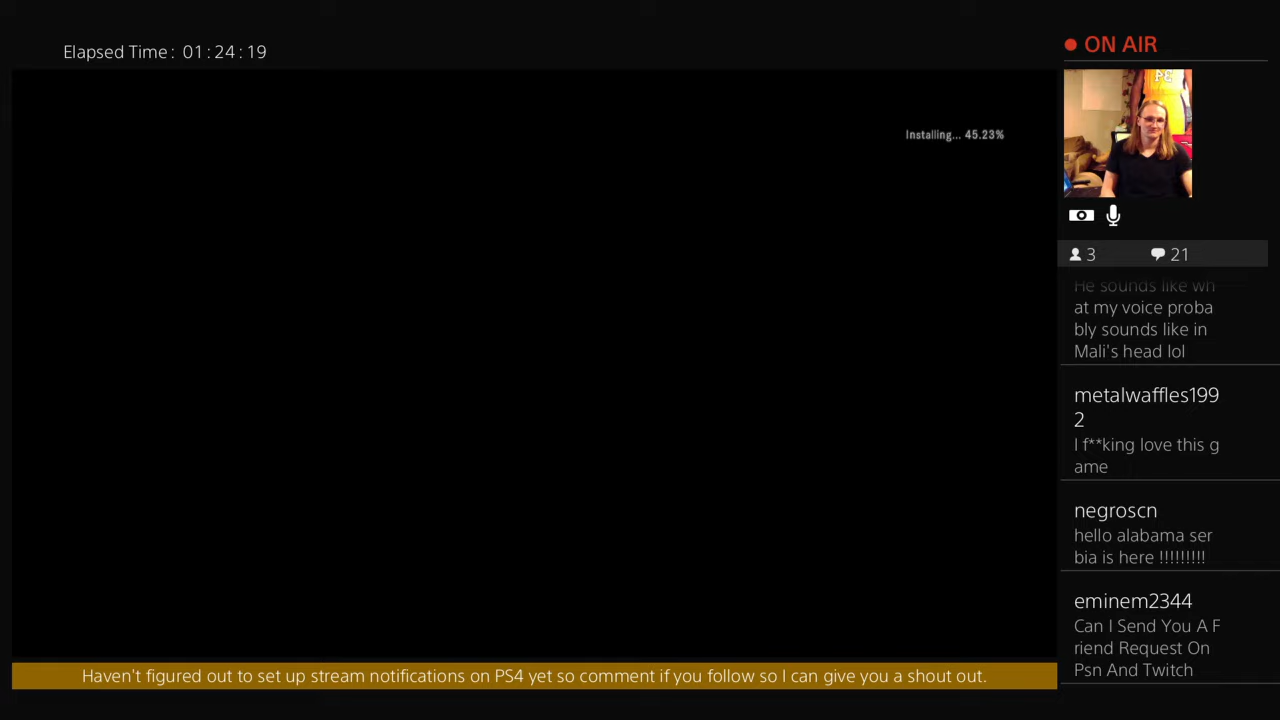 Elapsed Time: 01:24:19
ON AIR
Installing... 45.23%
34
3 21
He sounds like wh
at my voice proba
bly sounds like in
Mali's head lol
metalwaffles199
2
I f**king love this g
ame
negroscn
hello alabama ser
bia is here !!!!!!!!!
eminem2344
Can I Send You A F
riend Request On
Psn And Twitch
Haven't figured out to set up stream notifications on PS4 yet so comment if you follow so I can give you a shout out.